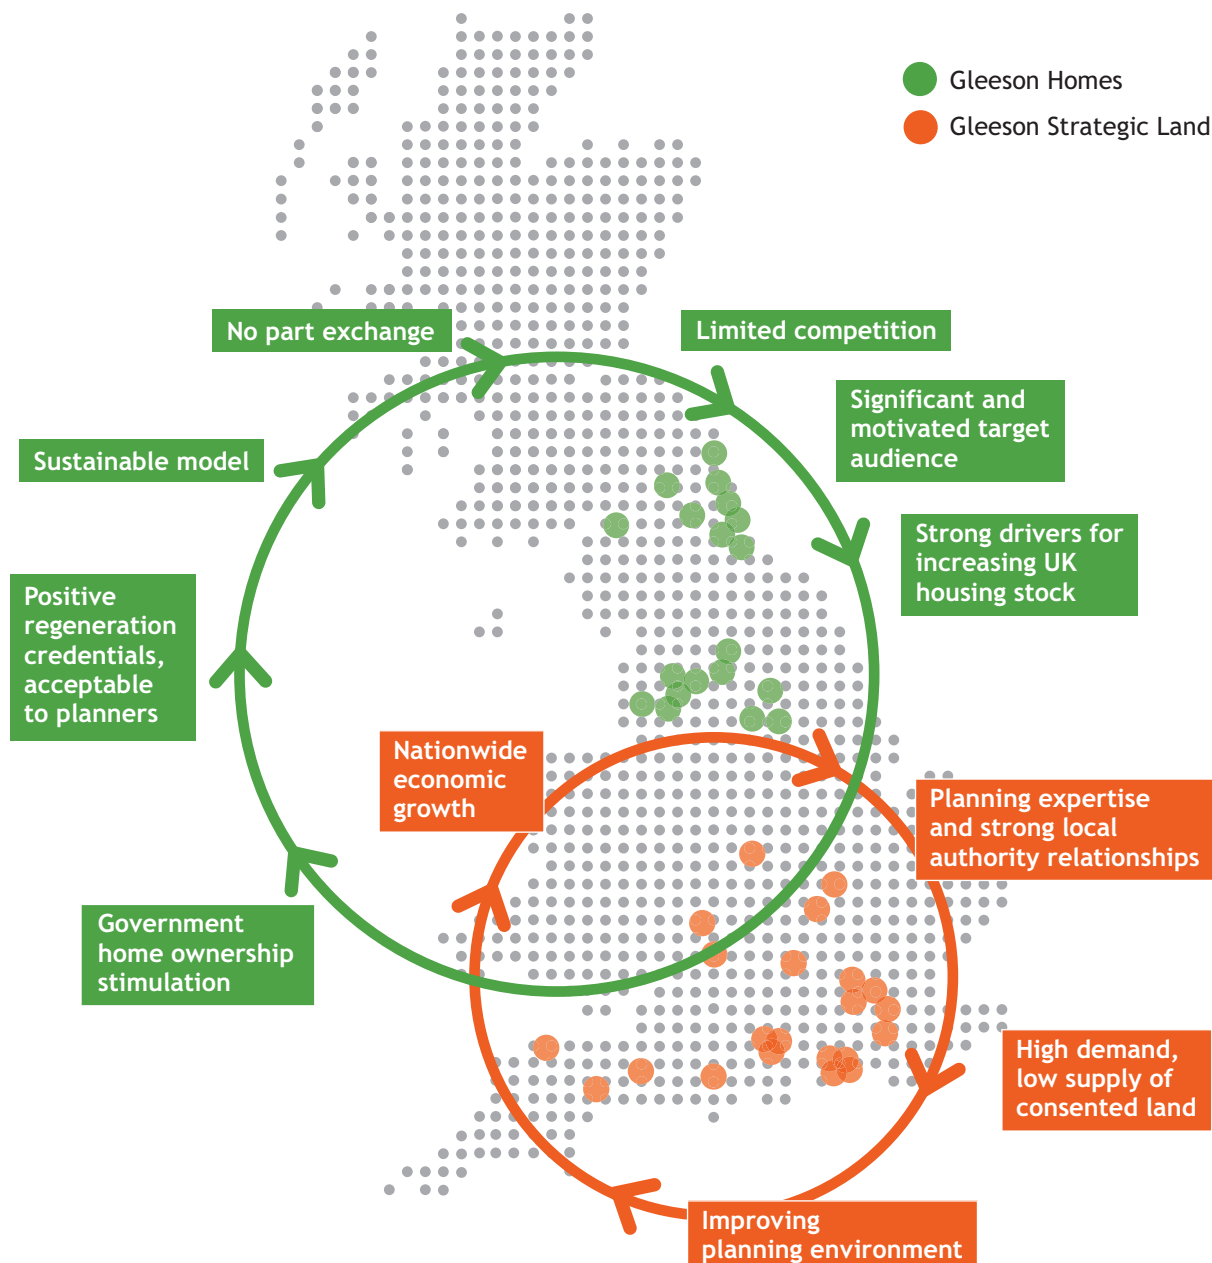 Gleeson Homes
Gleeson Strategic Land
No part exchange
Limited competition
Significant and
motivated target
audience
Sustainable model
Strong drivers for
increasing UK
housing stock
Positive
regeneration
credentials,
acceptable
to planners
Nationwide
economic
growth
Planning expertise
and strong local
authority relationships
Government
home ownership
stimulation
High demand,
low supply of
consented land
Improving
planning environment